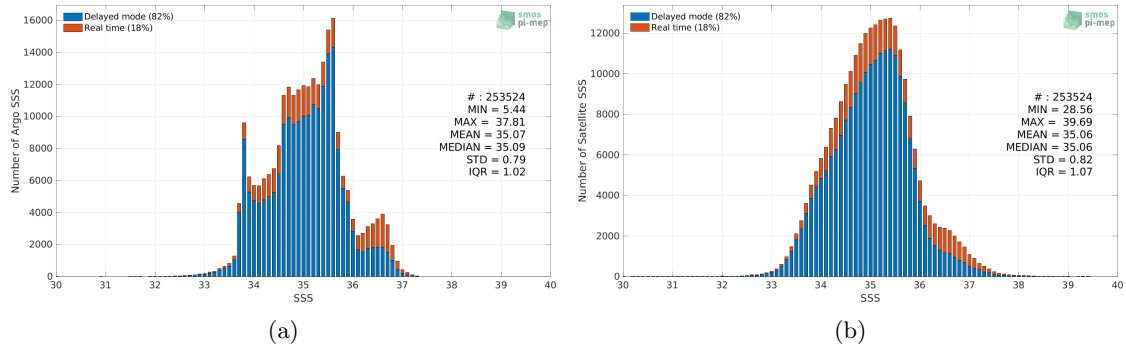 Delayed mode (82%)
Real time (18%)
smos
pi-mep
16000
14000
12000
10000
8000
6000
4000
2000
0
Number of Argo SSS
# : 253524
MIN = 5.44
MAX = 37.81
MEAN = 35.07
MEDIAN = 35.09
STD = 0.79
IQR = 1.02
30 31 32 33 34 35 36 37 38 39 40
SSS
(a)
Delayed mode (82%)
Real time (18%)
smos
pi-mep
12000
10000
8000
6000
4000
2000
0
Number of Satellite SSS
# : 253524
MIN = 28.56
MAX = 39.69
MEAN = 35.06
MEDIAN = 35.06
STD = 0.82
IQR = 1.07
30 31 32 33 34 35 36 37 38 39 40
SSS
(b)